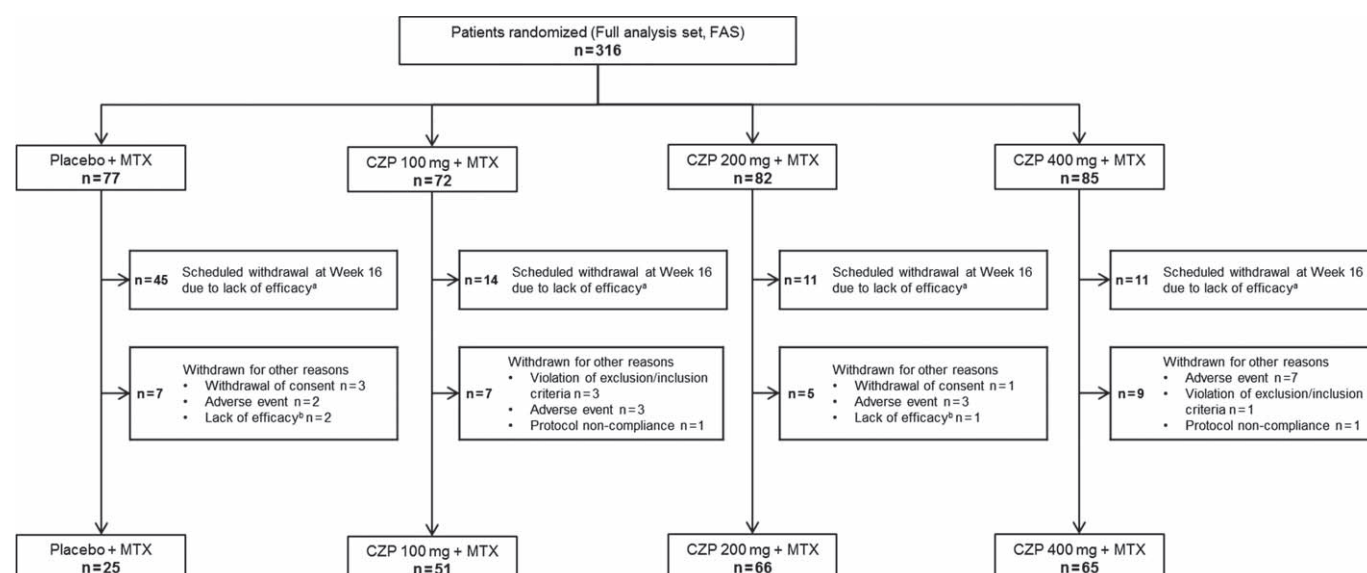 Patients randomized (Full analysis set, FAS)
n=316
Placebo + MTX
n=77
CZP 100 mg + MTX
n=72
CZP 200 mg + MTX
n=82
CZP 400 mg + MTX
n=85
n=45 Scheduled withdrawal at Week 16
due to lack of efficacyª
n=14 Scheduled withdrawal at Week 16
due to lack of efficacyª
n=11 Scheduled withdrawal at Week 16
due to lack of efficacyª
n=11 Scheduled withdrawal at Week 16
due to lack of efficacyª
n=7 Withdrawn for other reasons
• Withdrawal of consent n=3
• Adverse event n=2
• Lack of efficacyᵇ n=2
n=7 Withdrawn for other reasons
• Violation of exclusion/inclusion
criteria n=3
• Adverse event n=3
• Protocol non-compliance n=1
n=5 Withdrawn for other reasons
• Withdrawal of consent n=1
• Adverse event n=3
• Lack of efficacyᵇ n=1
n=9 Withdrawn for other reasons
• Adverse event n=7
• Violation of exclusion/inclusion
criteria n=1
• Protocol non-compliance n=1
Placebo + MTX
n=25
CZP 100 mg + MTX
n=51
CZP 200 mg + MTX
n=66
CZP 400 mg + MTX
n=65